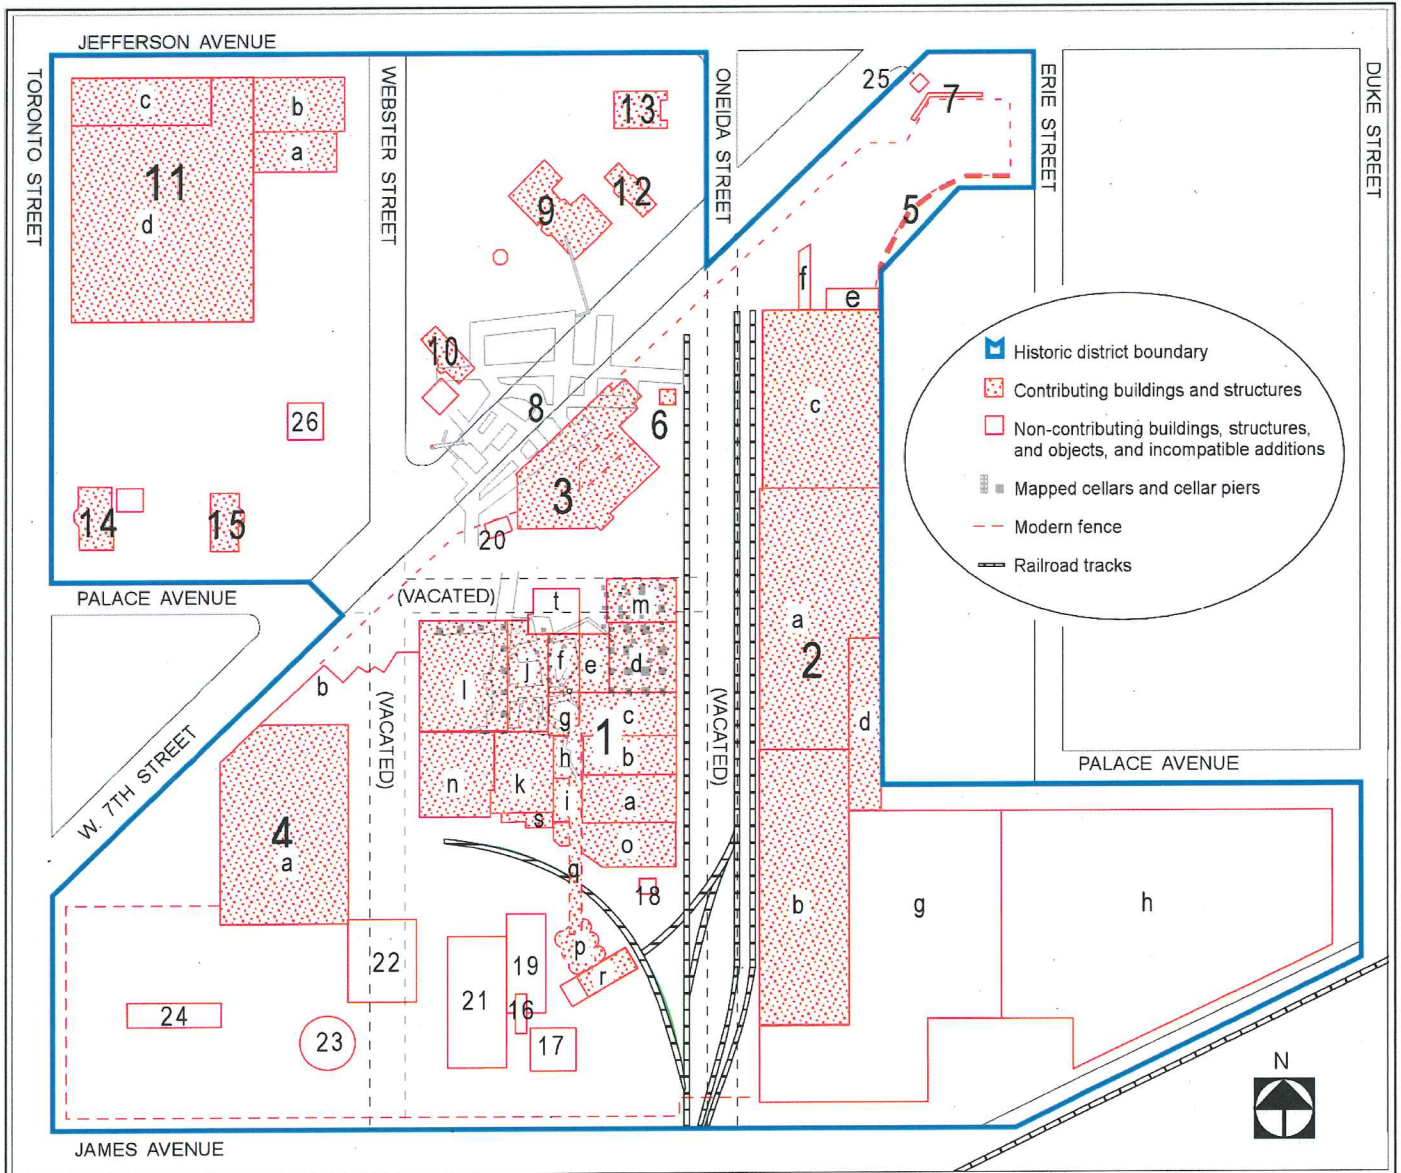 JEFFERSON AVENUE
TORONTO STREET
WEBSTER STREET
ONEIDA STREET
ERIE STREET
DUKE STREET
25
7
c
b
a
11
d
13
12
9
5
f
e
10
8
6
3
20
26
14
15
c
Historic district boundary
Contributing buildings and structures
Non-contributing buildings, structures,
and objects, and incompatible additions
Mapped cellars and cellar piers
Modern fence
Railroad tracks
PALACE AVENUE
(VACATED)
t
m
l
j
f
e
d
a
2
d
b
(VACATED)
(VACATED)
g
1
c
h
b
n
k
i
a
s
o
q
18
PALACE AVENUE
W. 7TH STREET
4
a
b
g
h
p
r
22
19
21
16
17
24
23
N
JAMES AVENUE